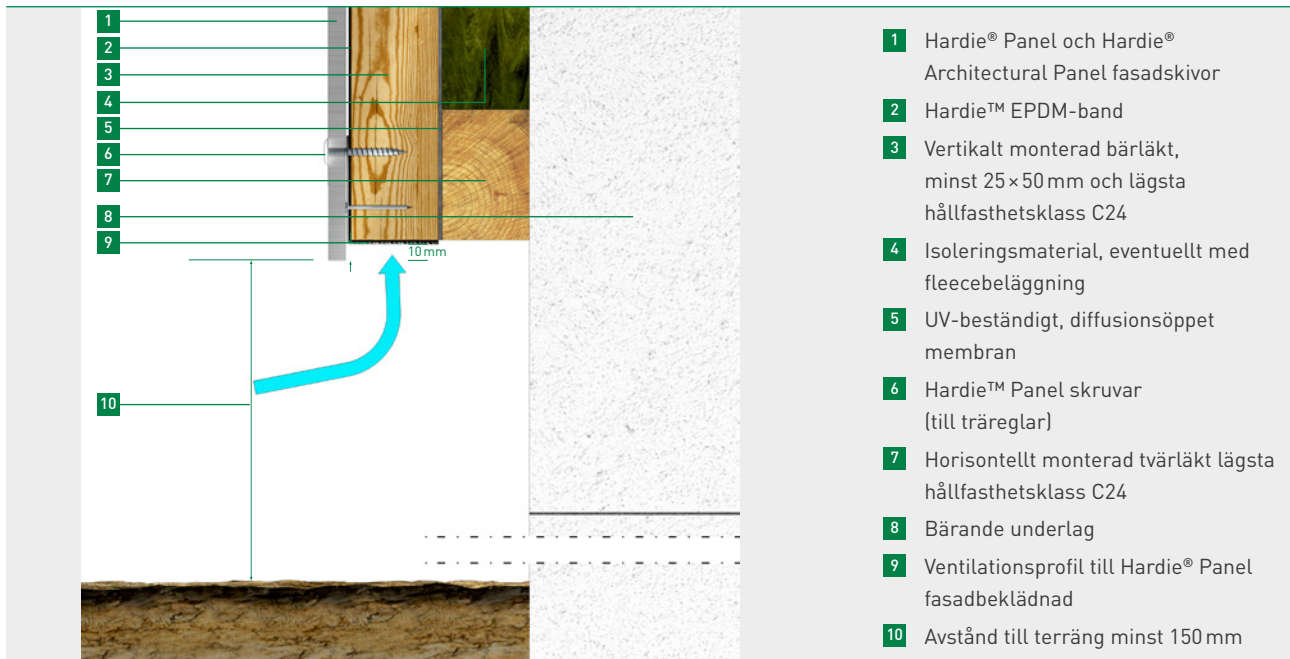 1
2
3
4
5
6
7
8
9
10 mm
10
1 Hardie® Panel och Hardie®
Architectural Panel fasadskivor
2 Hardie™ EPDM-band
3 Vertikalt monterad bärläkt,
minst 25 × 50 mm och lägsta
hållfasthetsklass C24
4 Isoleringsmaterial, eventuellt med
fleecebeläggning
5 UV-beständigt, diffusionsöppet
membran
6 Hardie™ Panel skruvar
(till träreglar)
7 Horisontellt monterad tvärläkt lägsta
hållfasthetsklass C24
8 Bärande underlag
9 Ventilationsprofil till Hardie® Panel
fasadbeklädnad
10 Avstånd till terräng minst 150 mm